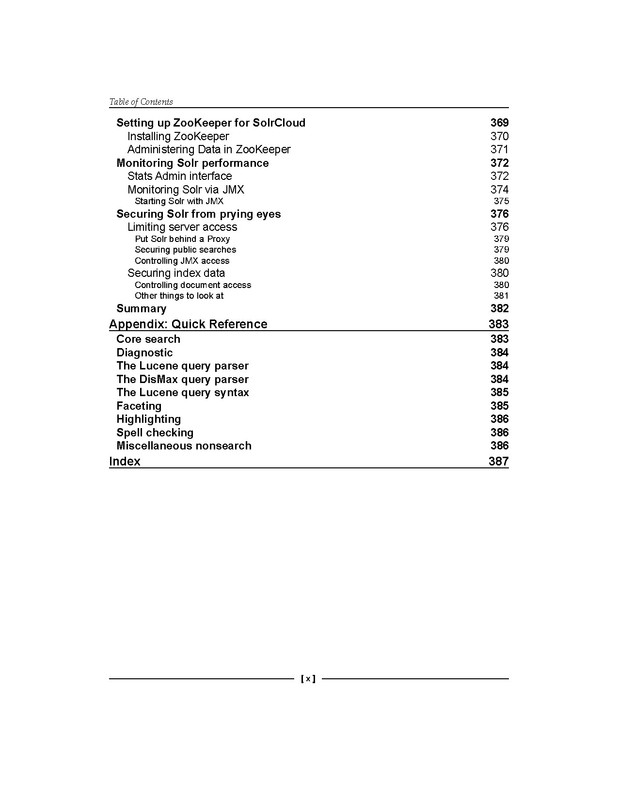 Table of Contents
Setting up ZooKeeper for SolrCloud 369
Installing ZooKeeper 370
Administering Data in ZooKeeper 371
Monitoring Solr performance 372
Stats Admin interface 372
Monitoring Solr via JMX 374
Starting Solr with JMX 375
Securing Solr from prying eyes 376
Limiting server access 376
Put Solr behind a Proxy 379
Securing public searches 379
Controlling JMX access 380
Securing index data 380
Controlling document access 380
Other things to look at 381
Summary 382
Appendix: Quick Reference 383
Core search 383
Diagnostic 384
The Lucene query parser 384
The DisMax query parser 384
The Lucene query syntax 385
Faceting 385
Highlighting 386
Spell checking 386
Miscellaneous nonsearch 386
Index 387
[ x ]